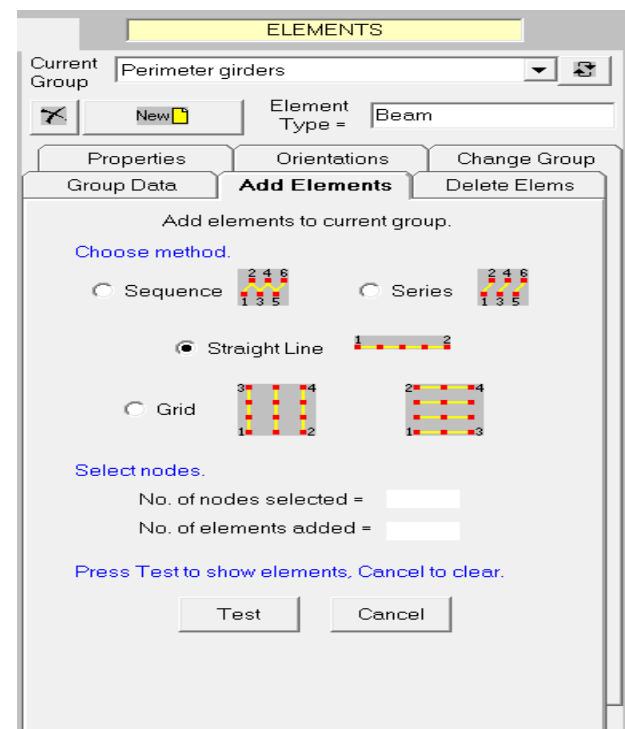 ELEMENTS
Current Group
Perimeter girders
New
Element Type =
Beam
Properties
Orientations
Change Group
Group Data
Add Elements
Delete Elems
Add elements to current group.
Choose method.
Sequence
2 4 6
1 3 5
Series
2 4 6
1 3 5
Straight Line
1 2
Grid
3 4
1 2
2 4
1 3
Select nodes.
No. of nodes selected =
No. of elements added =
Press Test to show elements, Cancel to clear.
Test
Cancel